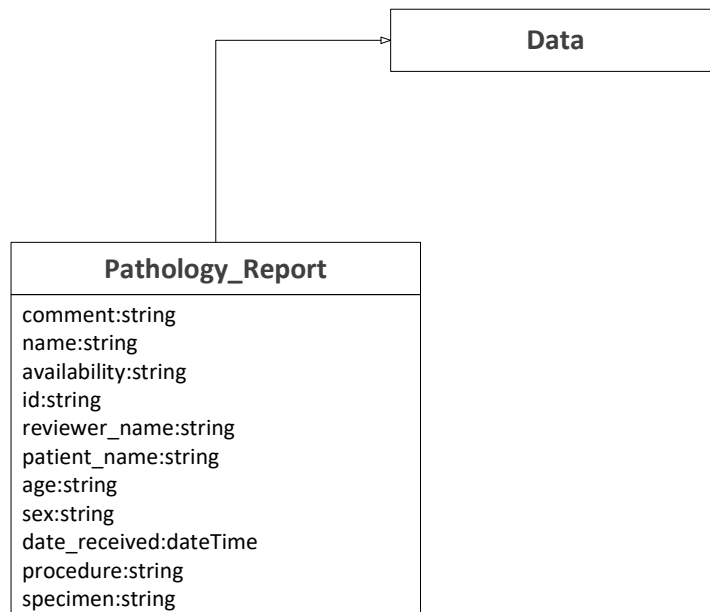 Data
Pathology_Report
comment:string
name:string
availability:string
id:string
reviewer_name:string
patient_name:string
age:string
sex:string
date_received:dateTime
procedure:string
specimen:string